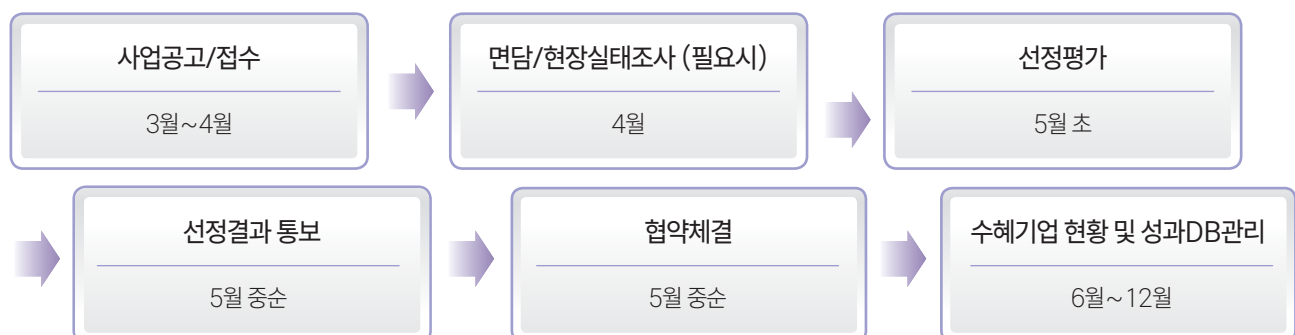 사업공고/접수
3월~4월
면담/현장실태조사 (필요시)
4월
선정평가
5월 초
선정결과 통보
5월 중순
협약체결
5월 중순
수혜기업 현황 및 성과DB관리
6월~12월